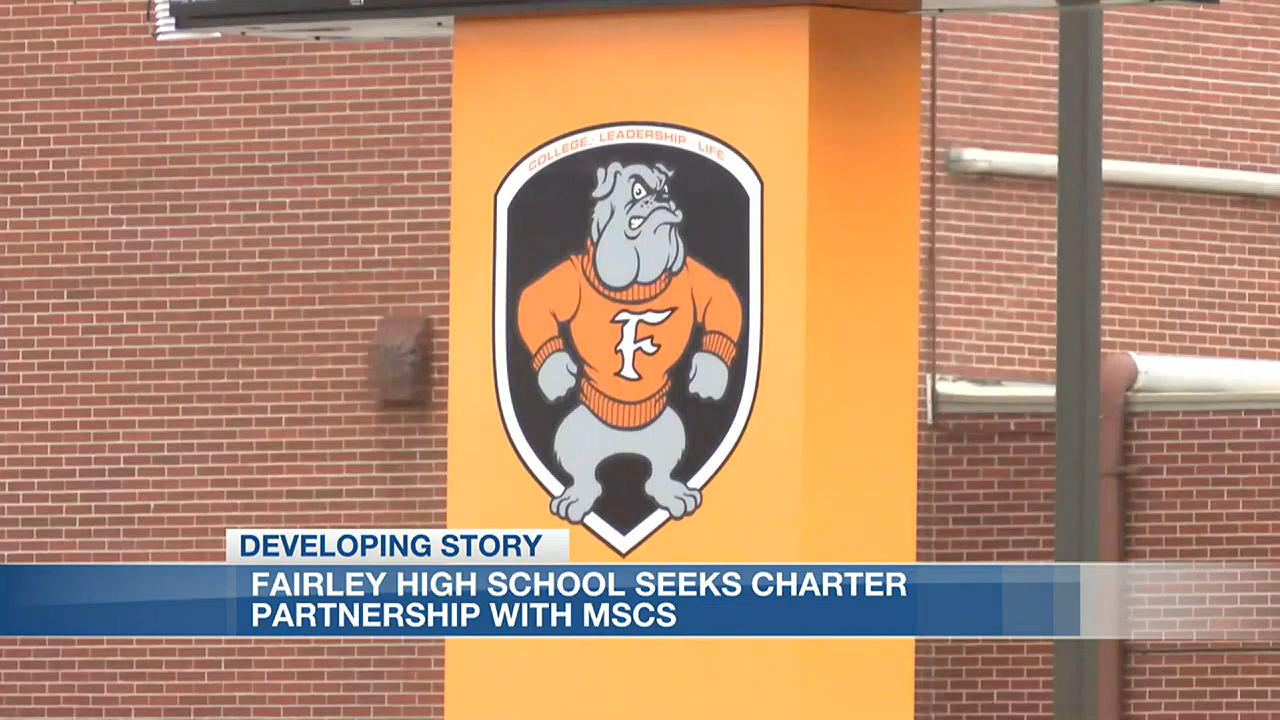 COLLEGE · LEADERSHIP · LIFE
F
DEVELOPING STORY
FAIRLEY HIGH SCHOOL SEEKS CHARTER
PARTNERSHIP WITH MSCS